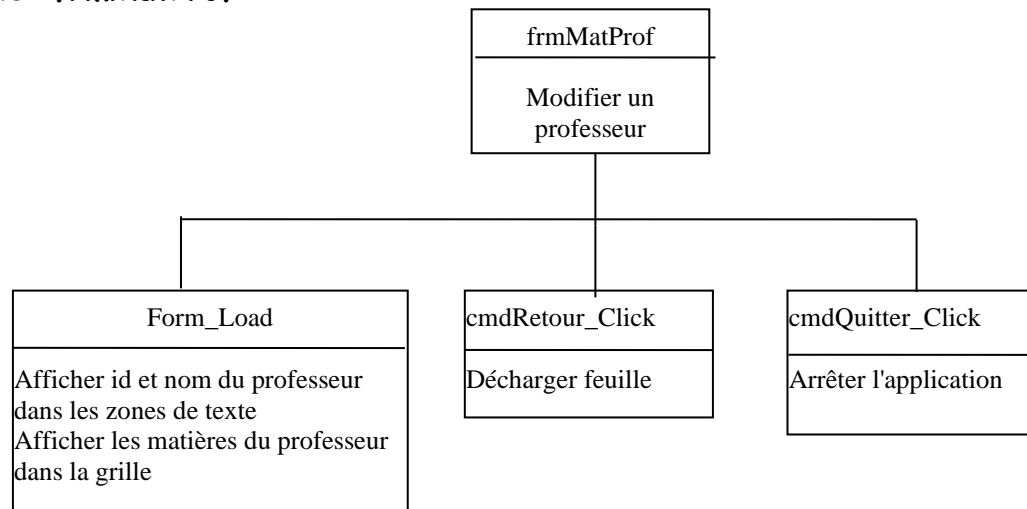 frmMatProf
Modifier un
professeur
Form_Load
Afficher id et nom du professeur
dans les zones de texte
Afficher les matières du professeur
dans la grille
cmdRetour_Click
Décharger feuille
cmdQuitter_Click
Arrêter l'application